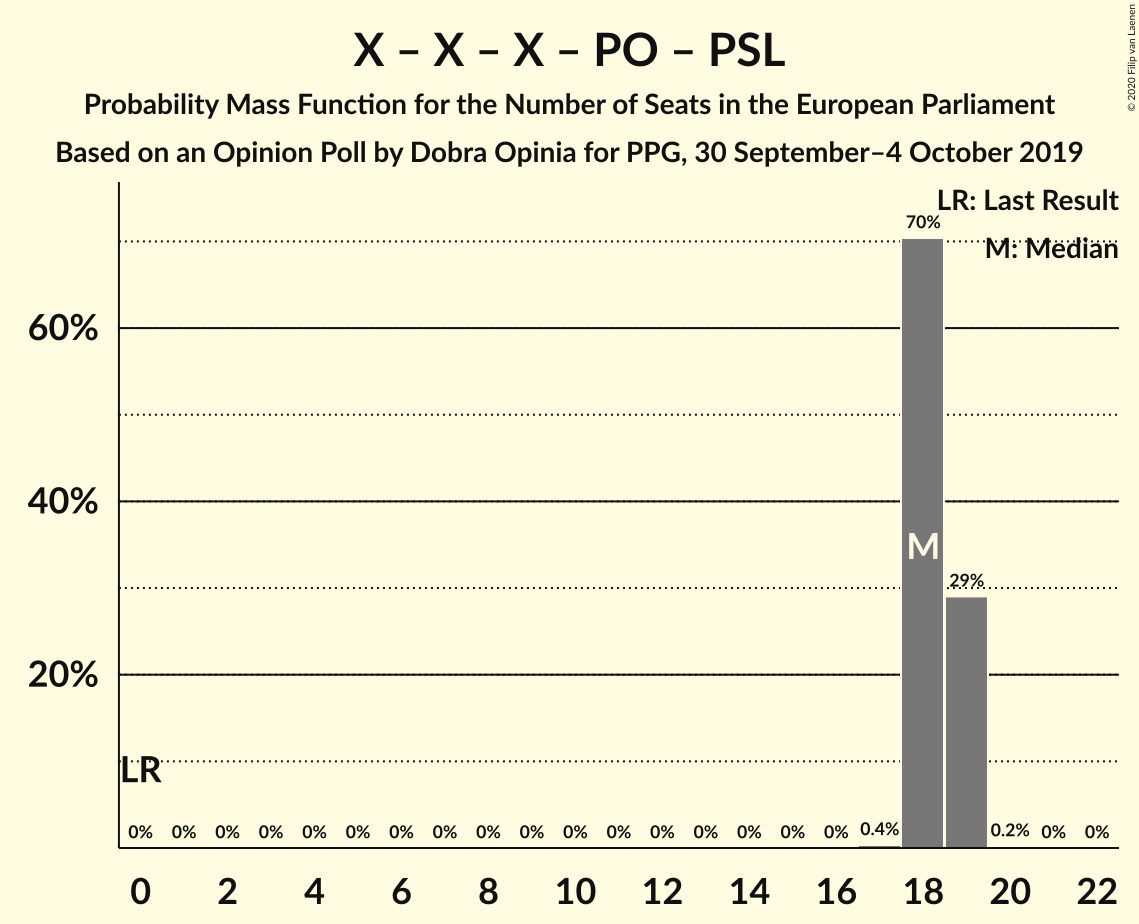 X – X – X – PO – PSL
Probability Mass Function for the Number of Seats in the European Parliament
Based on an Opinion Poll by Dobra Opinia for PPG, 30 September–4 October 2019
© 2020 Filip van Laenen
LR: Last Result
M: Median
70%
60%
40%
M
29%
20%
LR
0% 0% 0% 0% 0% 0% 0% 0% 0% 0% 0% 0% 0% 0% 0% 0% 0% 0.4% 0.2% 0% 0%
0 2 4 6 8 10 12 14 16 18 20 22